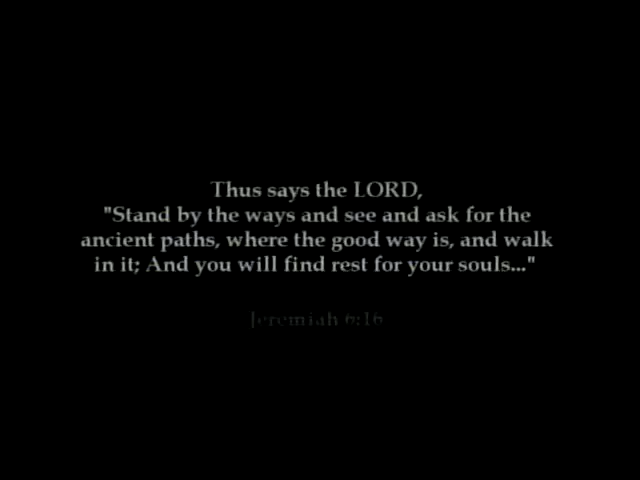 Thus says the LORD,
"Stand by the ways and see and ask for the
ancient paths, where the good way is, and walk
in it; And you will find rest for your souls..."
Jeremiah 6:16